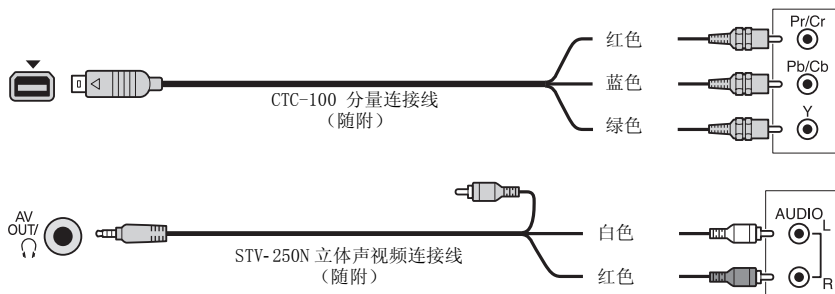 Pr/Cr
红色
Pb/Cb
蓝色
CTC-100 分量连接线
（随附）
Y
绿色
AV
OUT/
AUDIO
L
白色
STV-250N 立体声视频连接线
（随附）
红色
R